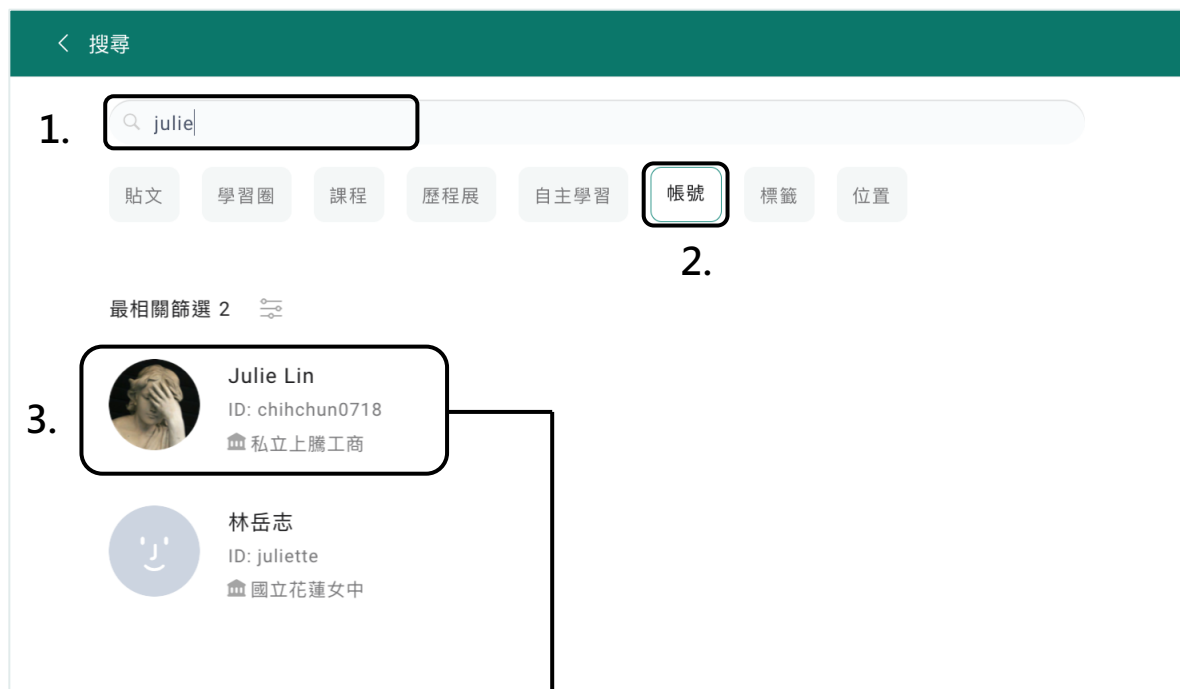 搜尋
1.
julie
貼文 學習圈 課程 歷程展 自主學習 帳號 標籤 位置
2.
最相關篩選 2
3.
Julie Lin
ID: chihchun0718
私立上騰工商
林岳志
ID: juliette
國立花蓮女中